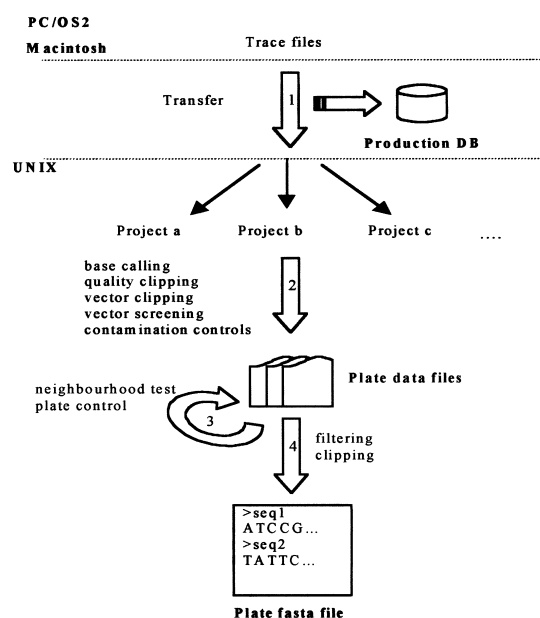 PC/OS2
Macintosh
Trace files
Transfer
1
Production DB
UNIX
Project a
Project b
Project c
....
base calling
quality clipping
vector clipping
vector screening
contamination controls
2
Plate data files
neighbourhood test
plate control
3
4
filtering
clipping
>seq1
ATCCG...
>seq2
TATTC...
Plate fasta file